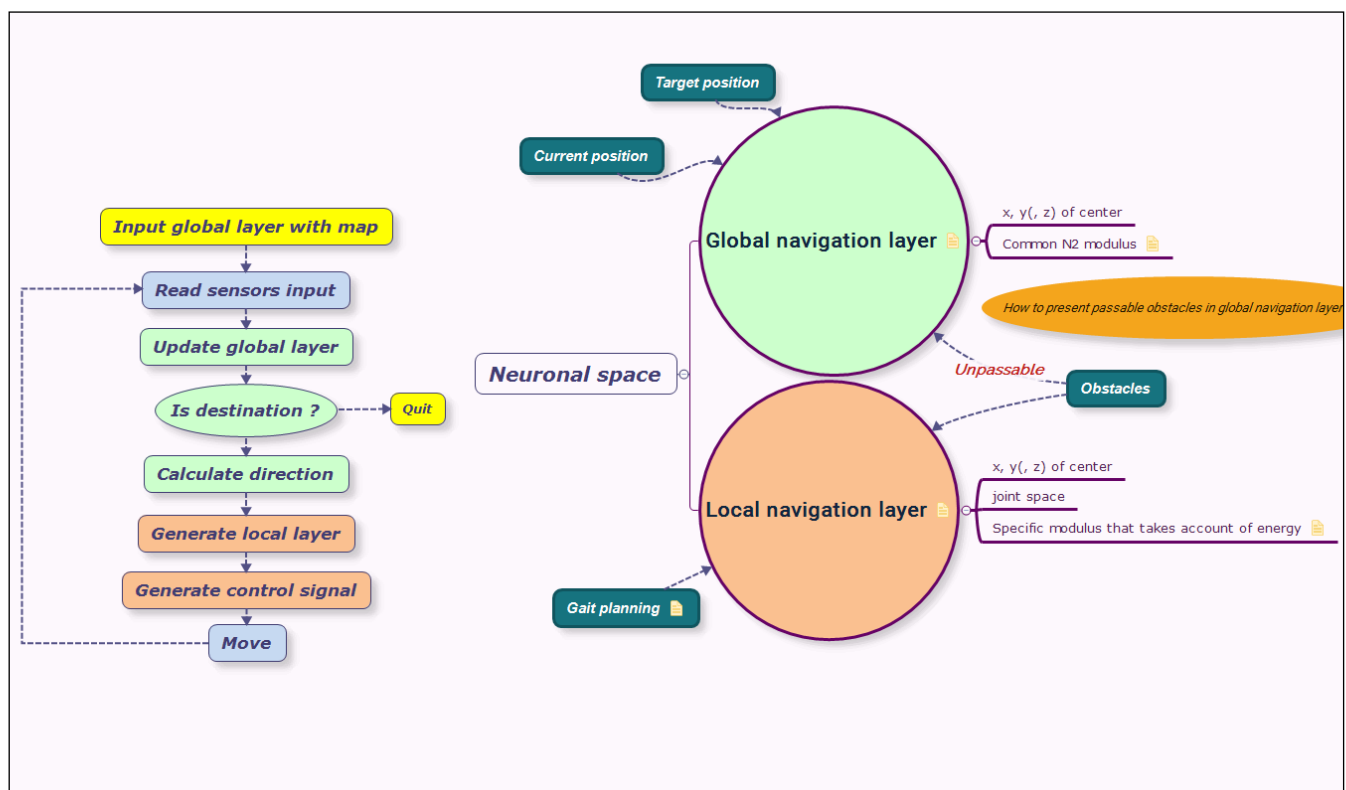 Input global layer with map
Read sensors input
Update global layer
Is destination ?
Quit
Calculate direction
Generate local layer
Generate control signal
Move
Neuronal space
Target position
Current position
Global navigation layer
x, y(, z) of center
Common N2 modulus
How to present passable obstacles in global navigation layer
Unpassable
Obstacles
Local navigation layer
x, y(, z) of center
joint space
Specific modulus that takes account of energy
Gait planning